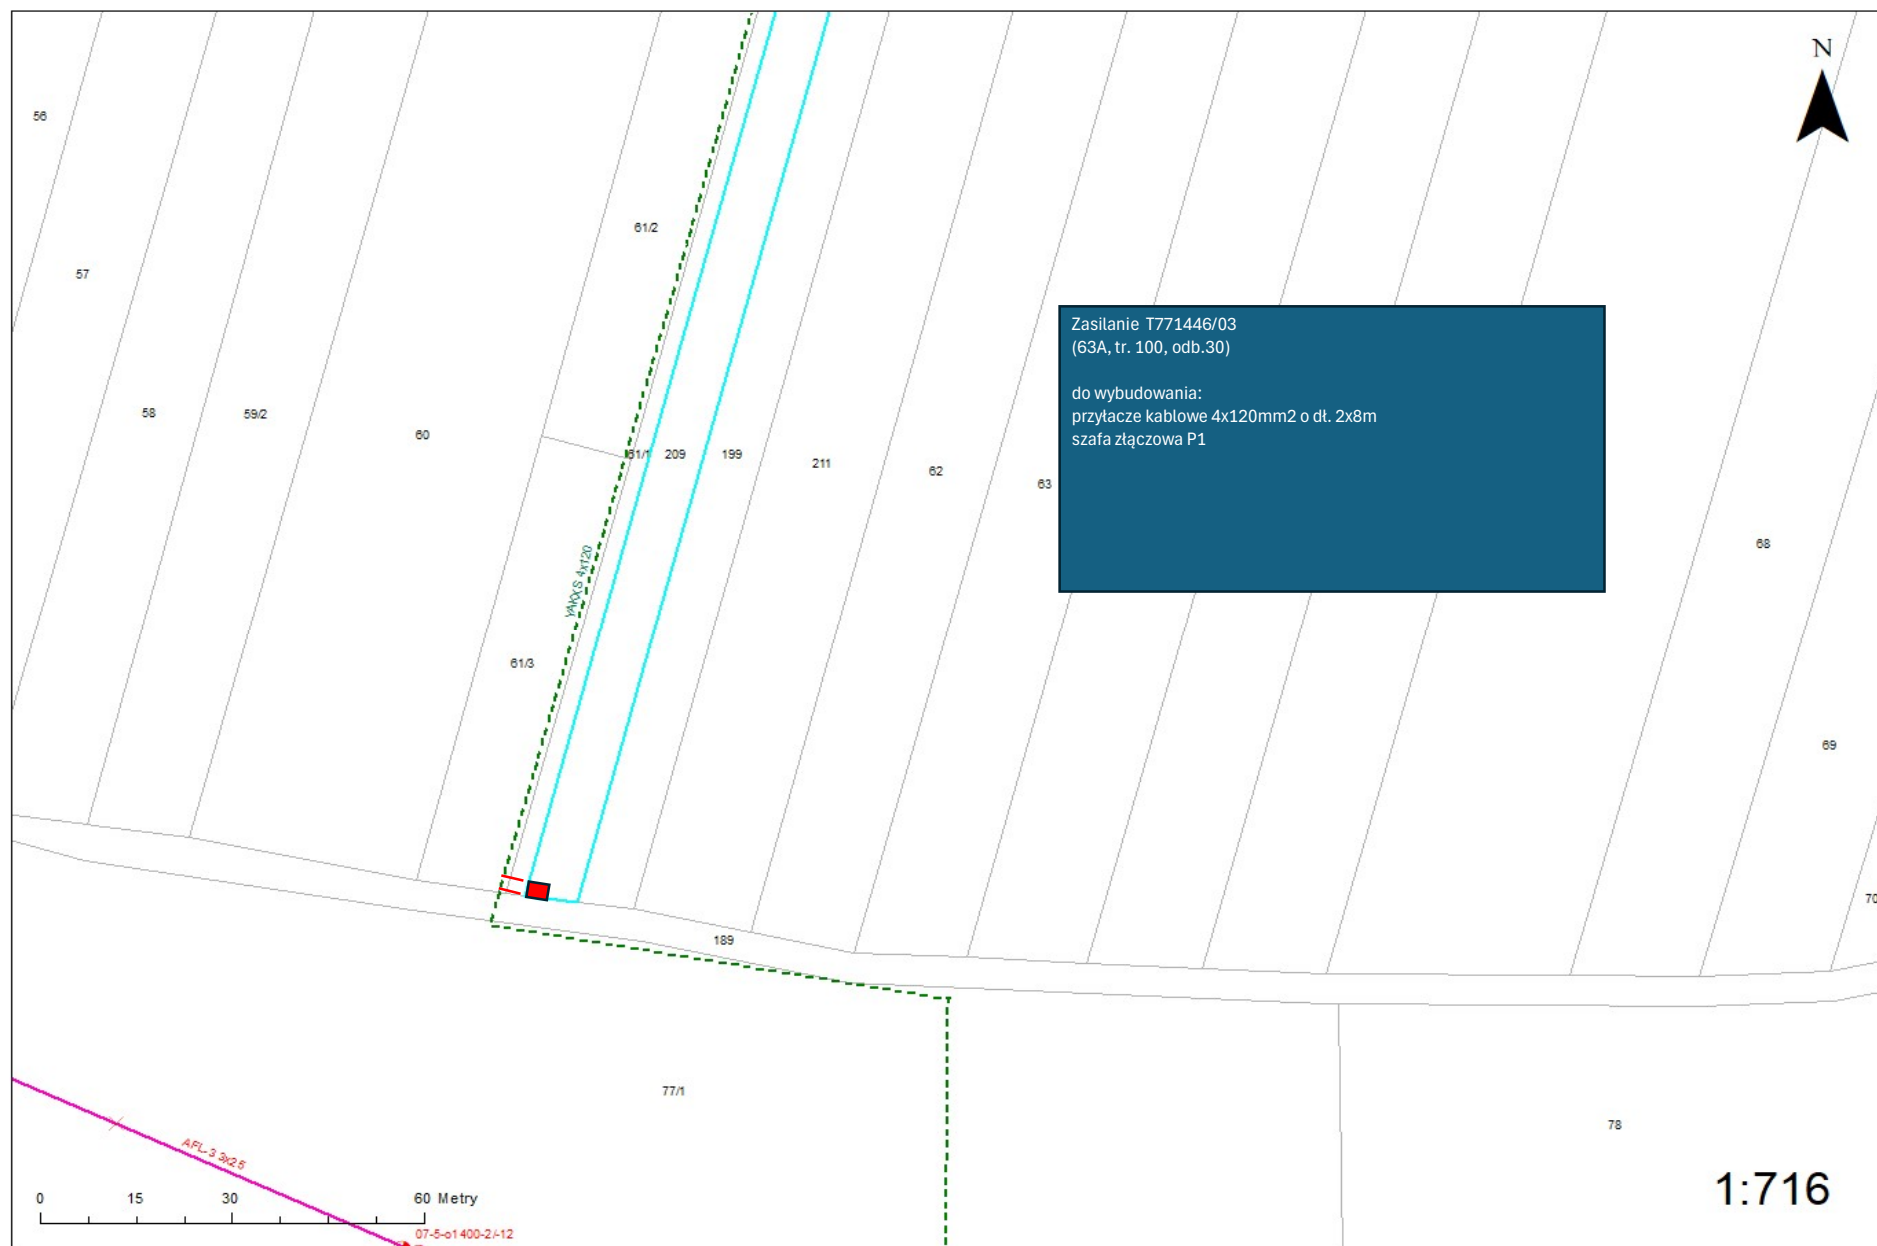 N
56
61/2
57
Zasilanie T771446/03
(63A, tr. 100, odb.30)
do wybudowania:
przyłacze kablowe 4x120mm2 o dł. 2x8m
szafa złączowa P1
58
59/2
60
61/1
209
199
211
62
63
68
YAKXS 4x120
61/3
69
70
189
77/1
78
AFL-3 3x25
1:716
0 15 30 60 Metry
07-5-o1400-2/-12